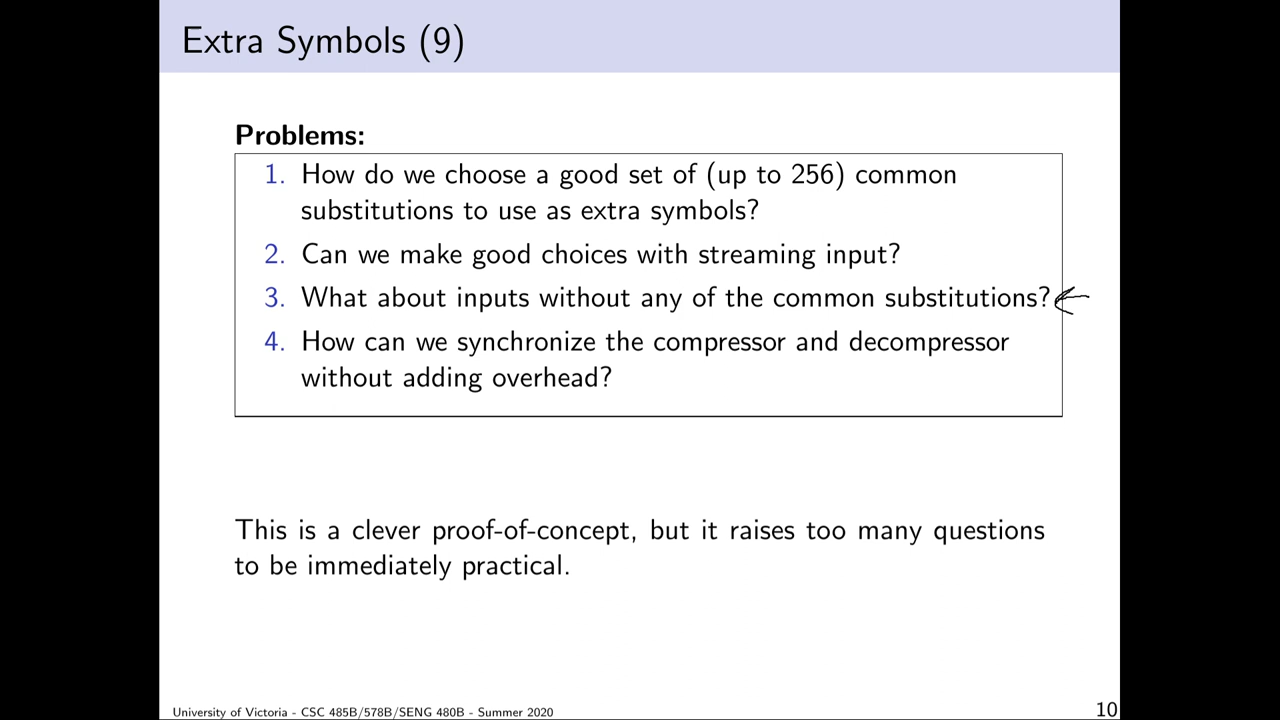 Extra Symbols (9)
Problems:
1. How do we choose a good set of (up to 256) common
substitutions to use as extra symbols?
2. Can we make good choices with streaming input?
3. What about inputs without any of the common substitutions?
4. How can we synchronize the compressor and decompressor
without adding overhead?
This is a clever proof-of-concept, but it raises too many questions
to be immediately practical.
University of Victoria - CSC 485B/578B/SENG 480B - Summer 2020
10